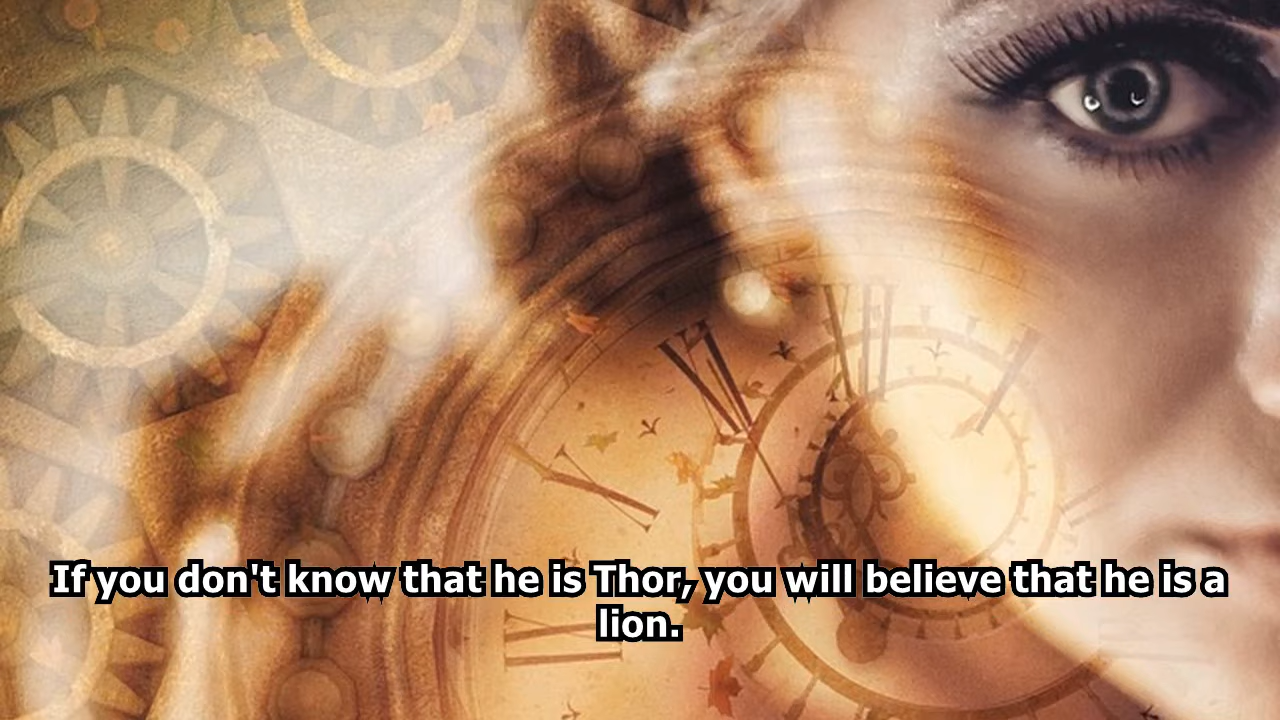 If you don't know that he is Thor, you will believe that he is a
lion.